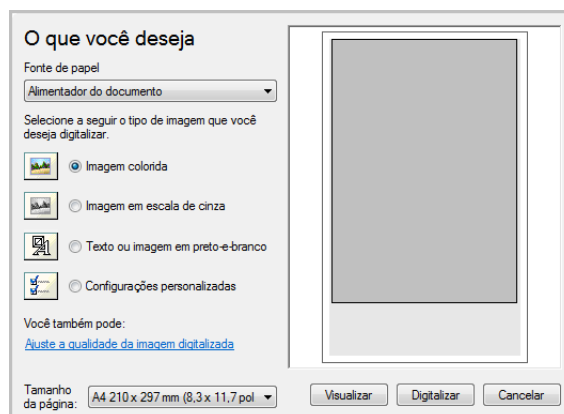 O que você deseja
Fonte de papel
Alimentador do documento
Selecione a seguir o tipo de imagem que você
deseja digitalizar.
Imagem colorida
Imagem em escala de cinza
Texto ou imagem em preto-e-branco
Configurações personalizadas
Você também pode:
Ajuste a qualidade da imagem digitalizada
Tamanho
da página:
A4 210 x 297 mm (8,3 x 11,7 pol
Visualizar
Digitalizar
Cancelar